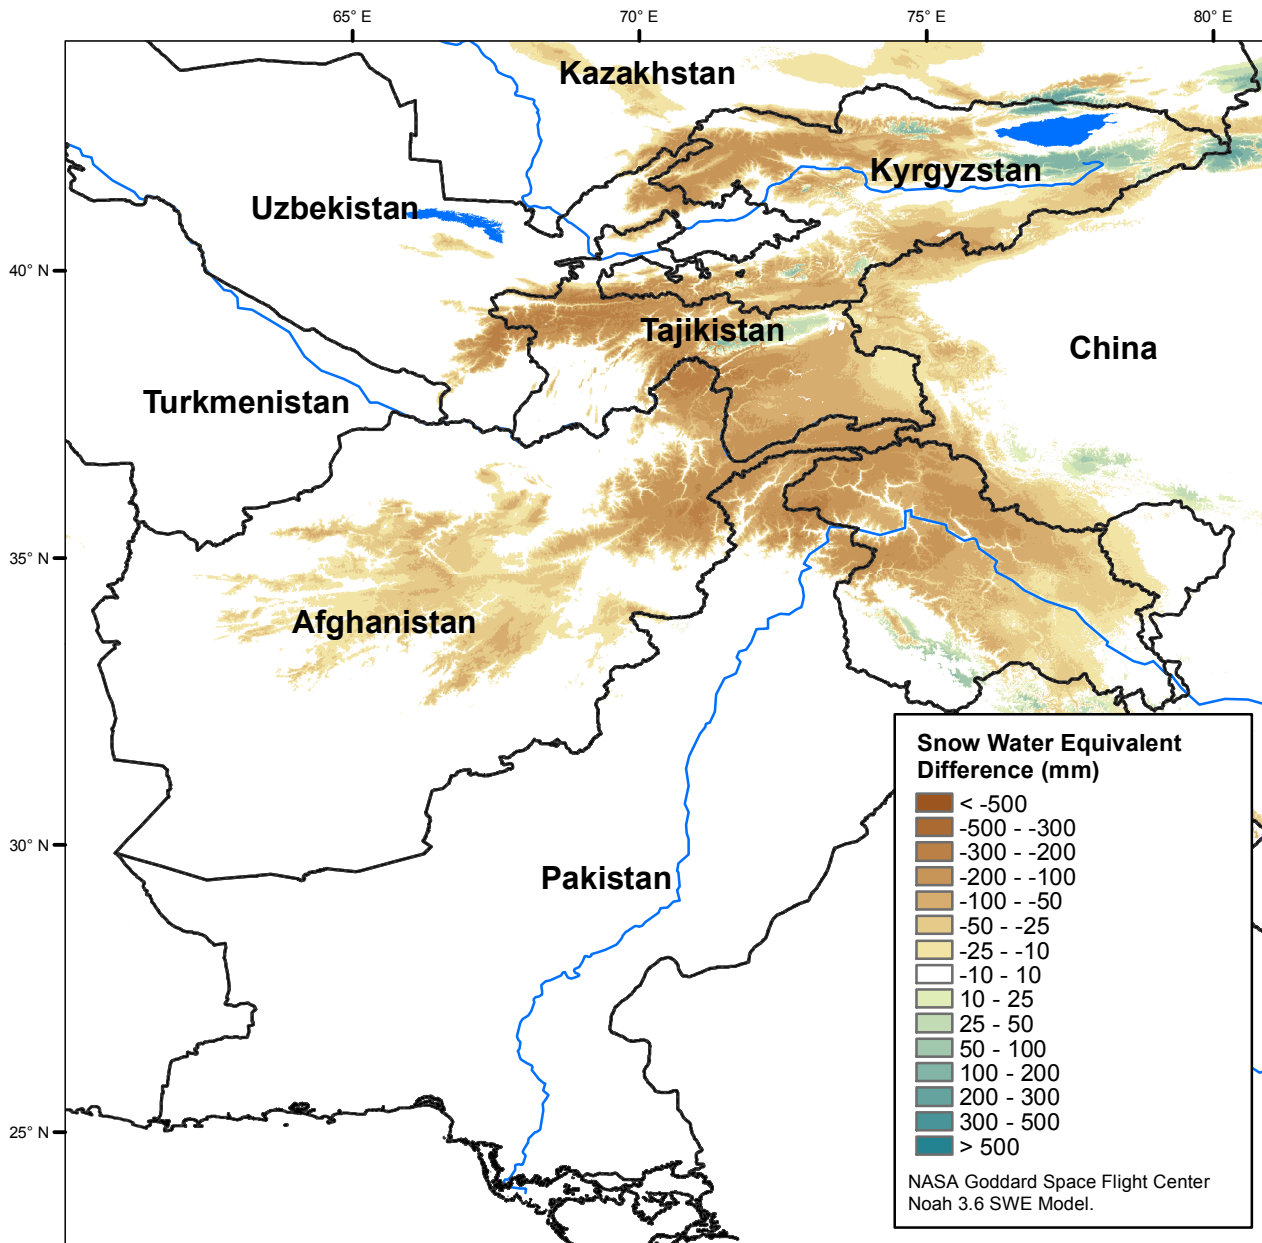 65° E
70° E
75° E
80° E
Kazakhstan
Kyrgyzstan
Uzbekistan
40° N
Tajikistan
China
Turkmenistan
35° N
Afghanistan
30° N
Pakistan
25° N
Snow Water Equivalent
Difference (mm)
< -500
-500 - -300
-300 - -200
-200 - -100
-100 - -50
-50 - -25
-25 - -10
-10 - 10
10 - 25
25 - 50
50 - 100
100 - 200
200 - 300
300 - 500
> 500
NASA Goddard Space Flight Center
Noah 3.6 SWE Model.